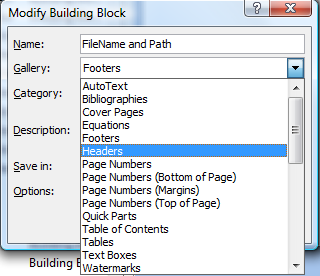 Modify Building Block
Name: FileName and Path
Gallery: Footers
Category:
Description:
Save in:
Options:
AutoText
Bibliographies
Cover Pages
Equations
Footers
Headers
Page Numbers
Page Numbers (Bottom of Page)
Page Numbers (Margins)
Page Numbers (Top of Page)
Quick Parts
Table of Contents
Tables
Text Boxes
Watermarks
Building